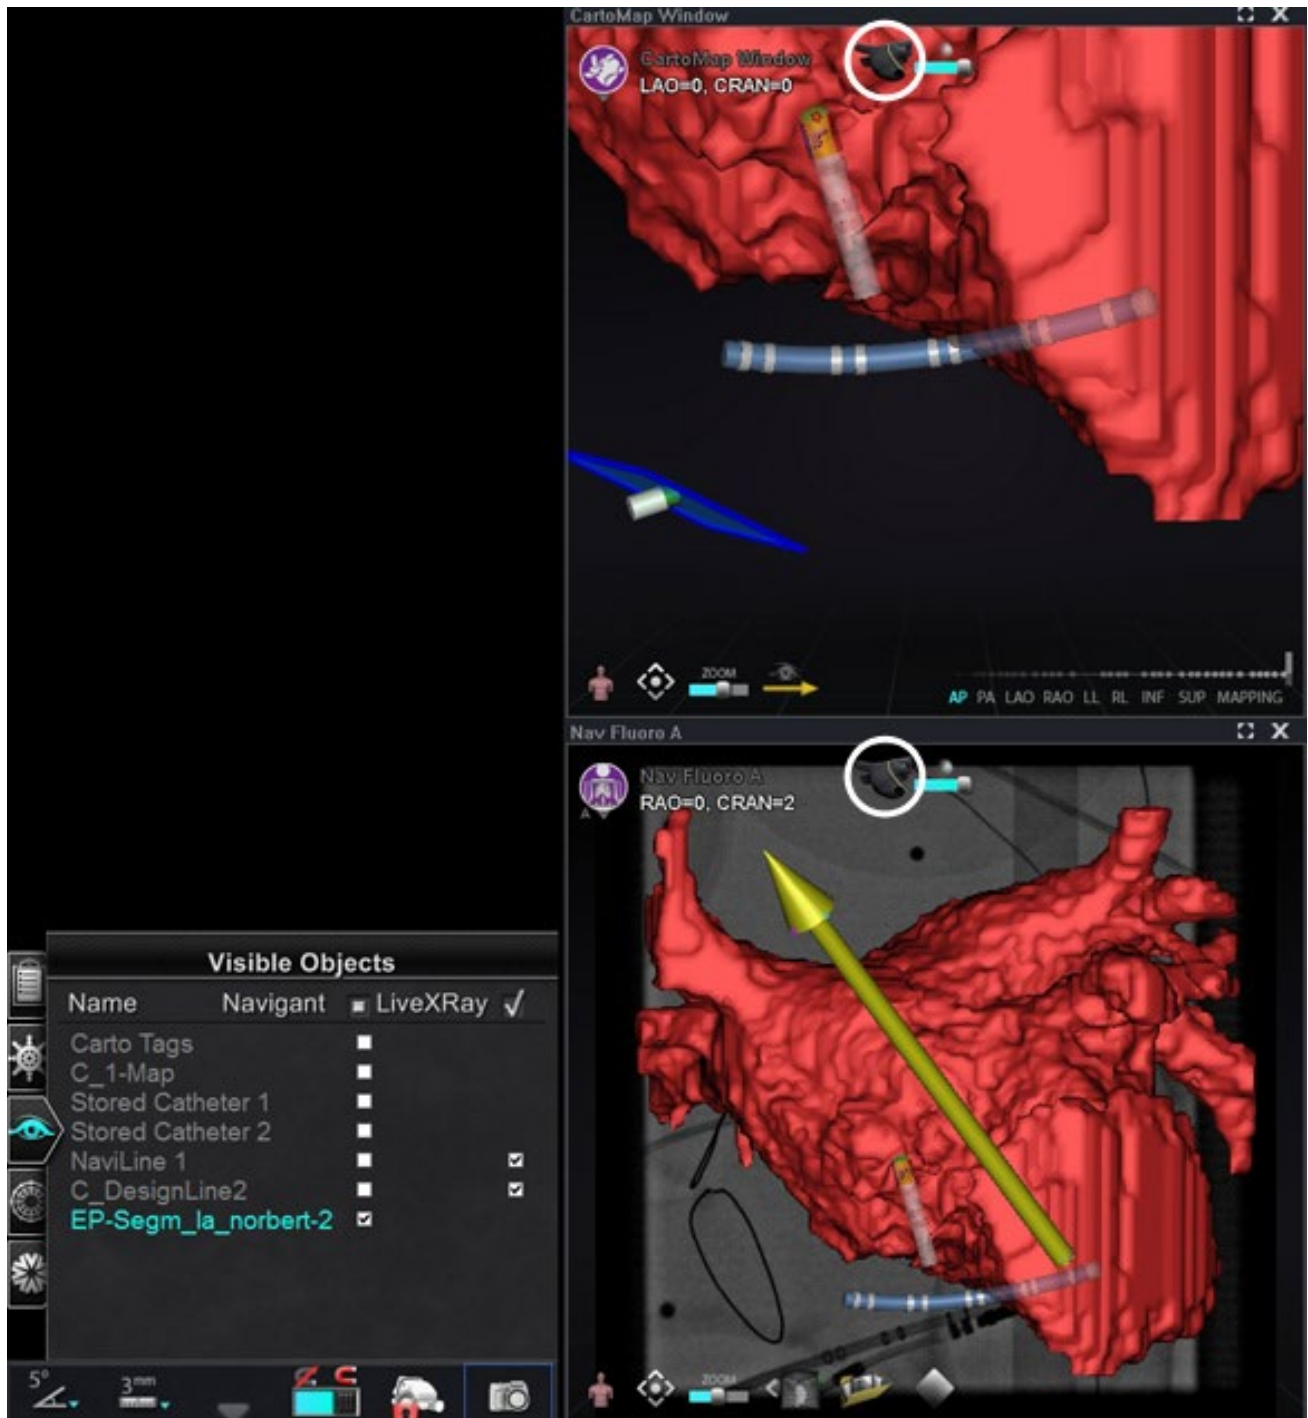 CartoMap Window
CartoMap Window
LAO=0, CRAN=0
ZOOM
AP PA LAO RAO LL RL INF SUP MAPPING
Nav Fluoro A
Nav Fluoro A
RAO=0, CRAN=2
A
ZOOM
Visible Objects
Name Navigant LiveXRay
Carto Tags
C_1-Map
Stored Catheter 1
Stored Catheter 2
NaviLine 1
C_DesignLine2
EP-Segm_la_norbert-2
5°
3mm